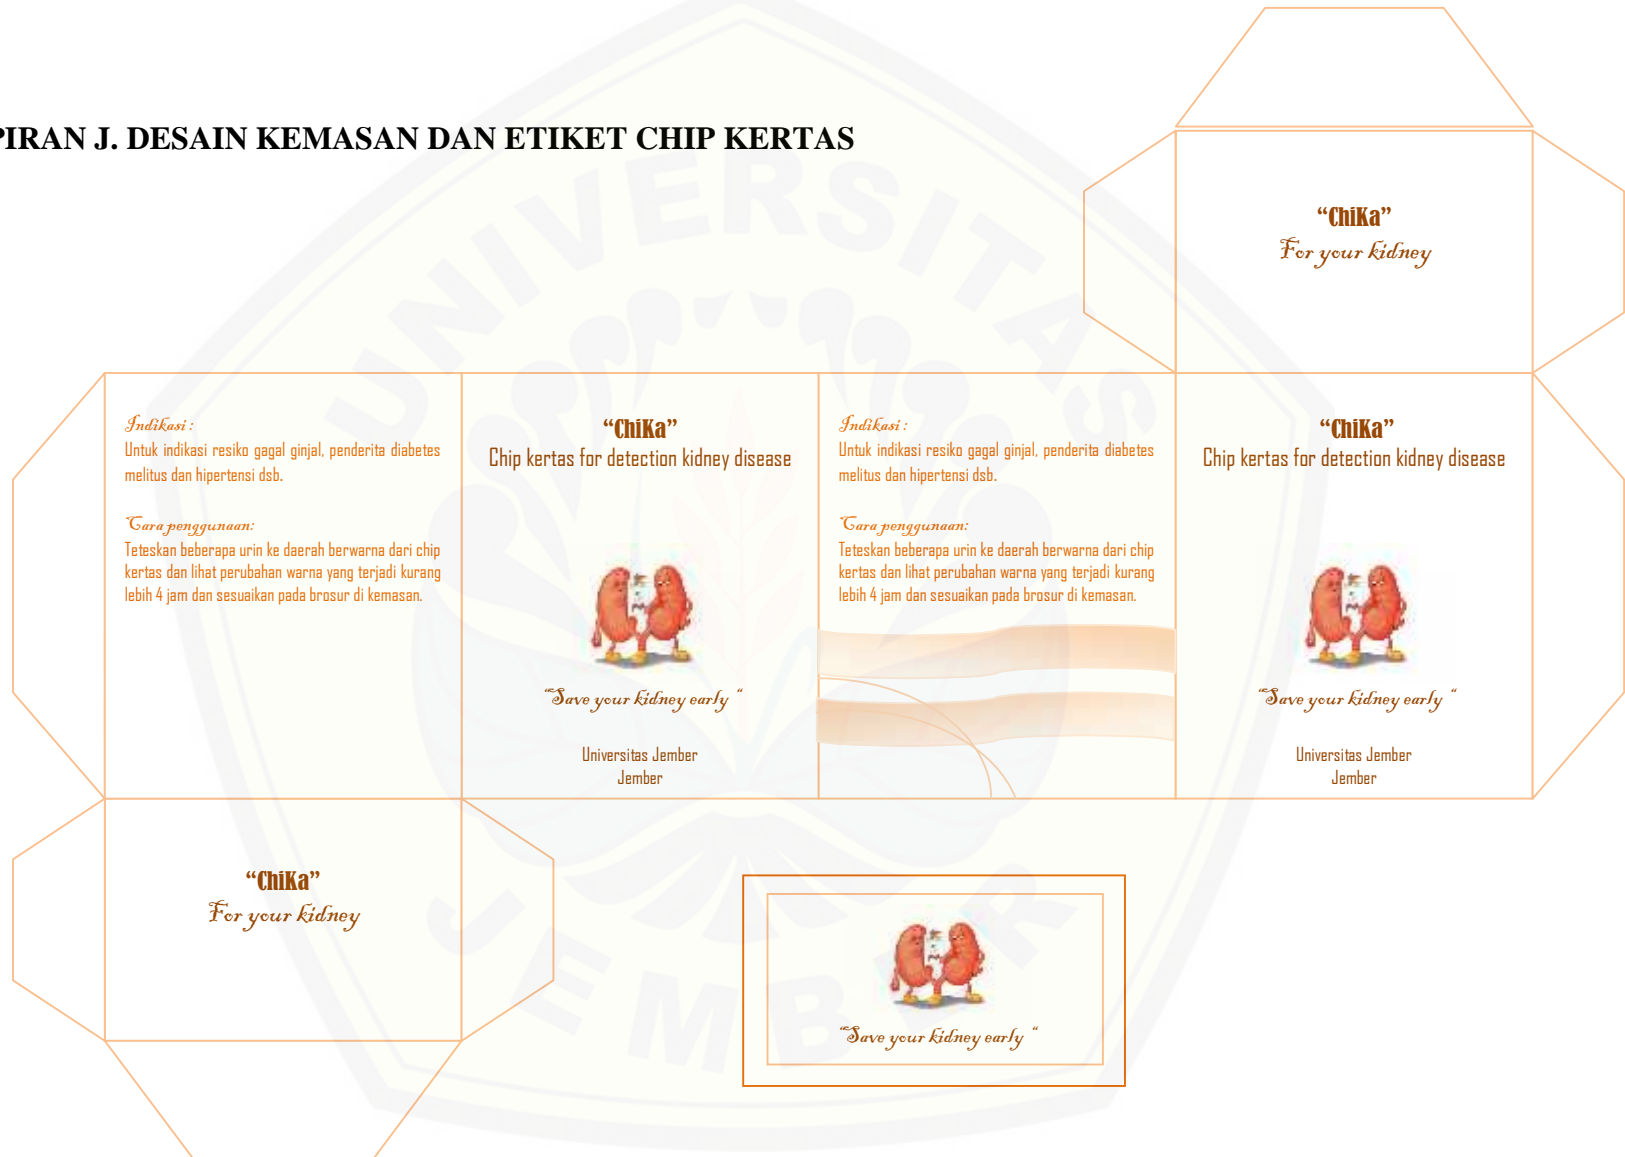 PIRAN J. DESAIN KEMASAN DAN ETIKET CHIP KERTAS
“ChiKa”
For your kidney
Indikasi :
Untuk indikasi resiko gagal ginjal, penderita diabetes
melitus dan hipertensi dsb.
Cara penggunaan:
Teteskan beberapa urin ke daerah berwarna dari chip
kertas dan lihat perubahan warna yang terjadi kurang
lebih 4 jam dan sesuaikan pada brosur di kemasan.
“ChiKa”
Chip kertas for detection kidney disease
“Save your kidney early “
Universitas Jember
Jember
Indikasi :
Untuk indikasi resiko gagal ginjal, penderita diabetes
melitus dan hipertensi dsb.
Cara penggunaan:
Teteskan beberapa urin ke daerah berwarna dari chip
kertas dan lihat perubahan warna yang terjadi kurang
lebih 4 jam dan sesuaikan pada brosur di kemasan.
“ChiKa”
Chip kertas for detection kidney disease
“Save your kidney early “
Universitas Jember
Jember
“ChiKa”
For your kidney
“Save your kidney early “
UNIVERSITAS
JEMBER